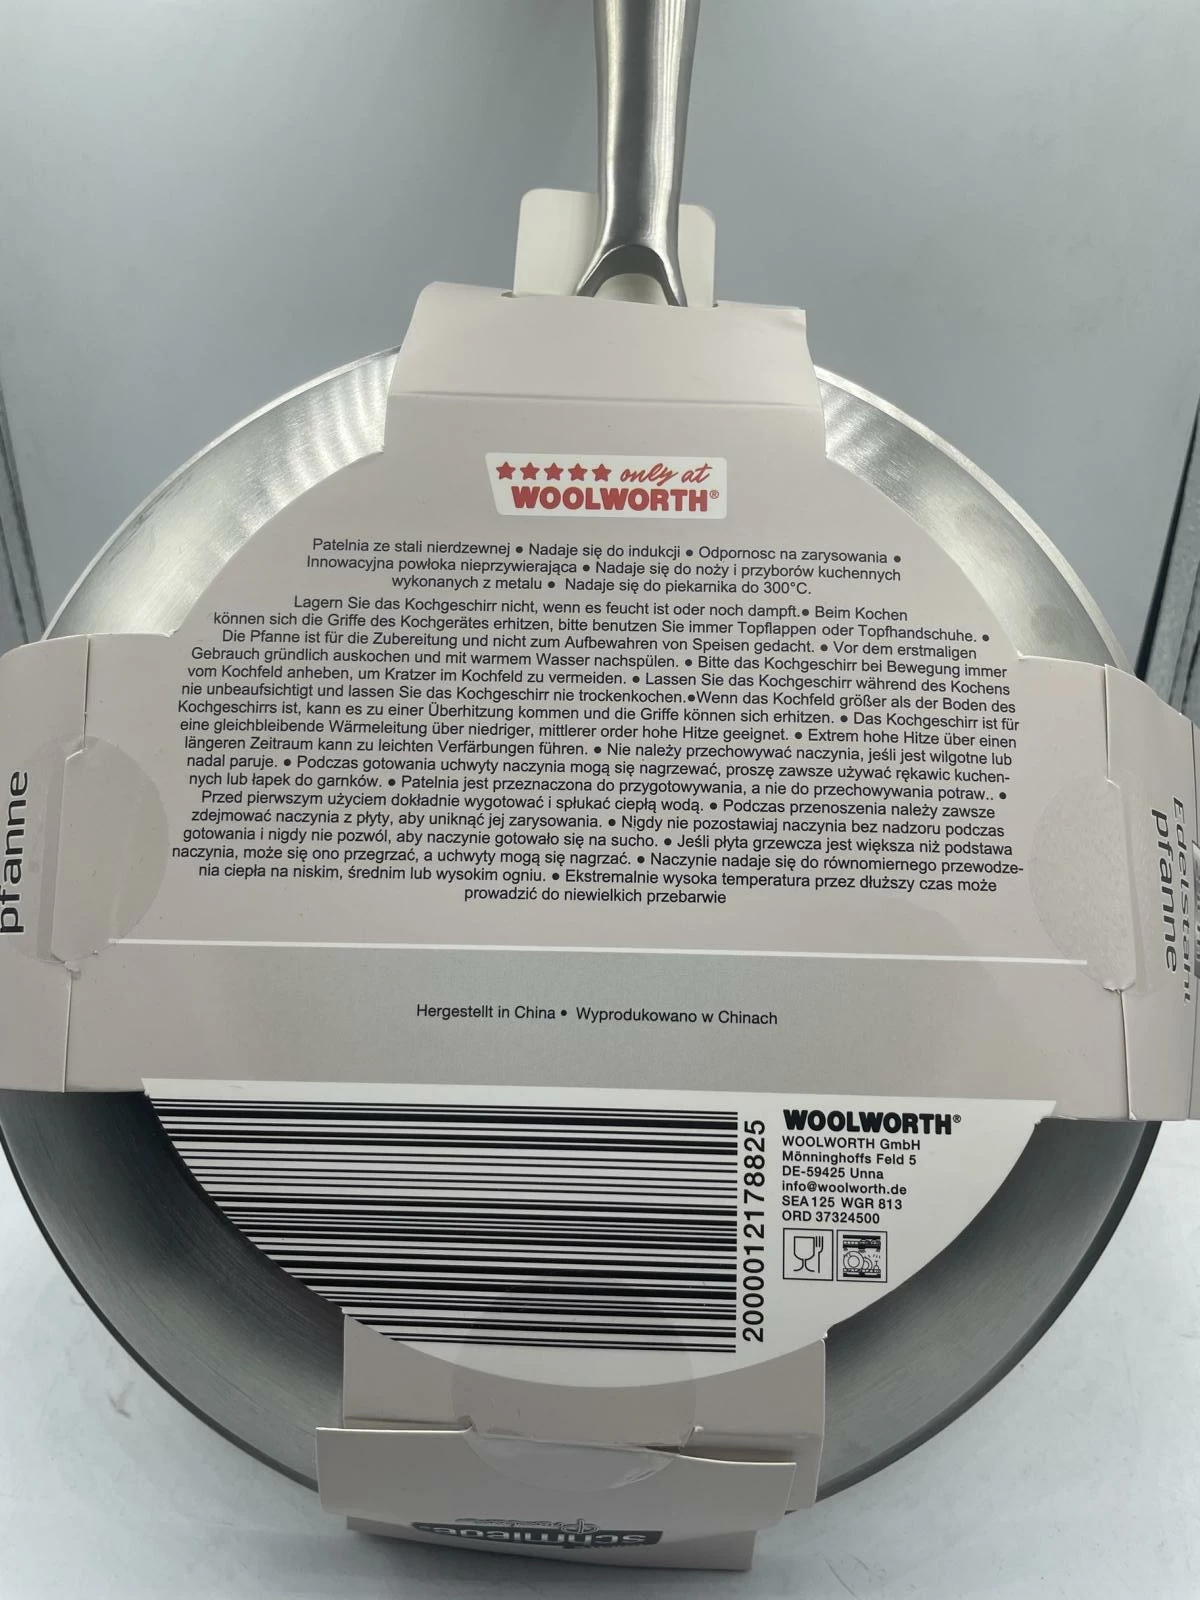 ★★★★★ only at
WOOLWORTH®
Patelnia ze stali nierdzewnej ● Nadaje się do indukcji ● Odpornosc na zarysowania ●
Innowacyjna powłoka nieprzywierająca ● Nadaje się do noży i przyborów kuchennych
wykonanych z metalu ● Nadaje się do piekarnika do 300°C.
Lagern Sie das Kochgeschirr nicht, wenn es feucht ist oder noch dampft.● Beim Kochen
können sich die Griffe des Kochgerätes erhitzen, bitte benutzen Sie immer Topflappen oder Topfhandschuhe. ●
Die Pfanne ist für die Zubereitung und nicht zum Aufbewahren von Speisen gedacht. ● Vor dem erstmaligen
Gebrauch gründlich auskochen und mit warmem Wasser nachspülen. ● Bitte das Kochgeschirr bei Bewegung immer
vom Kochfeld anheben, um Kratzer im Kochfeld zu vermeiden. ● Lassen Sie das Kochgeschirr während des Kochens
nie unbeaufsichtigt und lassen Sie das Kochgeschirr nie trockenkochen.●Wenn das Kochfeld größer als der Boden des
Kochgeschirrs ist, kann es zu einer Überhitzung kommen und die Griffe können sich erhitzen. ● Das Kochgeschirr ist für
eine gleichbleibende Wärmeleitung über niedriger, mittlerer order hohe Hitze geeignet. ● Extrem hohe Hitze über einen
längeren Zeitraum kann zu leichten Verfärbungen führen. ● Nie należy przechowywać naczynia, jeśli jest wilgotne lub
nadal paruje. ● Podczas gotowania uchwyty naczynia mogą się nagrzewać, proszę zawsze używać rękawic kuchen-
nych lub łapek do garnków. ● Patelnia jest przeznaczona do przygotowywania, a nie do przechowywania potraw.. ●
Przed pierwszym użyciem dokładnie wygotować i spłukać ciepłą wodą. ● Podczas przenoszenia należy zawsze
zdejmować naczynia z płyty, aby uniknąć jej zarysowania. ● Nigdy nie pozostawiaj naczynia bez nadzoru podczas
gotowania i nigdy nie pozwól, aby naczynie gotowało się na sucho. ● Jeśli płyta grzewcza jest większa niż podstawa
naczynia, może się ono przegrzać, a uchwyty mogą się nagrzać. ● Naczynie nadaje się do równomiernego przewodze-
nia ciepła na niskim, średnim lub wysokim ogniu. ● Ekstremalnie wysoka temperatura przez dłuższy czas może
prowadzić do niewielkich przebarwie
pfanne
Edelstahl
pfanne
Hergestellt in China ● Wyprodukowano w Chinach
2000012178825
WOOLWORTH®
WOOLWORTH GmbH
Mönninghoffs Feld 5
DE-59425 Unna
info@woolworth.de
SEA 125 WGR 813
ORD 37324500